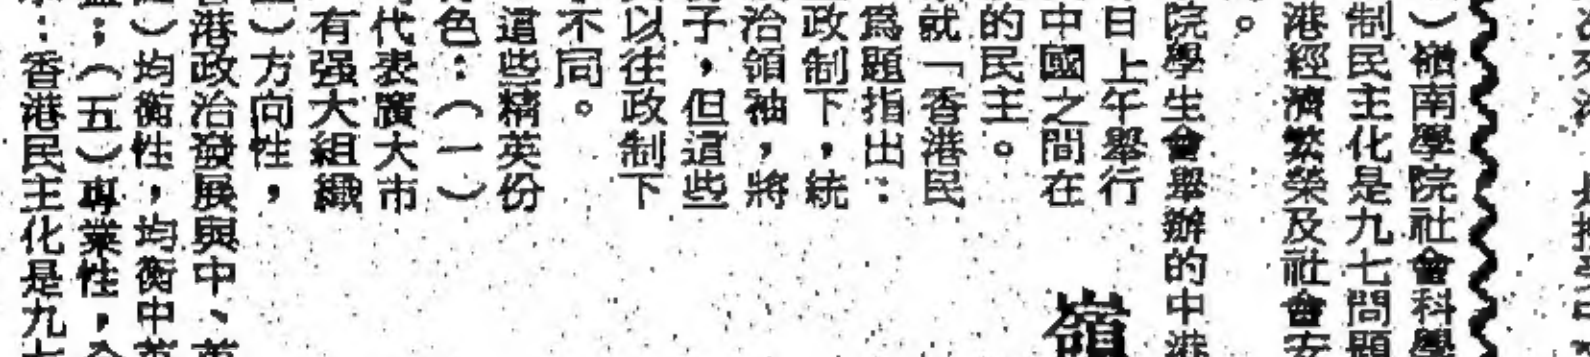 ）嶺南學院社會科學
制民主化是九七問題
港經濟繁榮及社會安
。
院學生會舉辦的中港
日上午舉行
中國之間在
的民主。
就「香港民
為題指出：
政制下，統
治領袖，將
子，但這些
以往政制下
不同。
這些精英份
色：（一）
代表廣大市
有强大組織
）方向性，
香港政治發展與中、英
）均衡性，均衡中英
；（五）專業性，
：香港民主化是九七
嶺